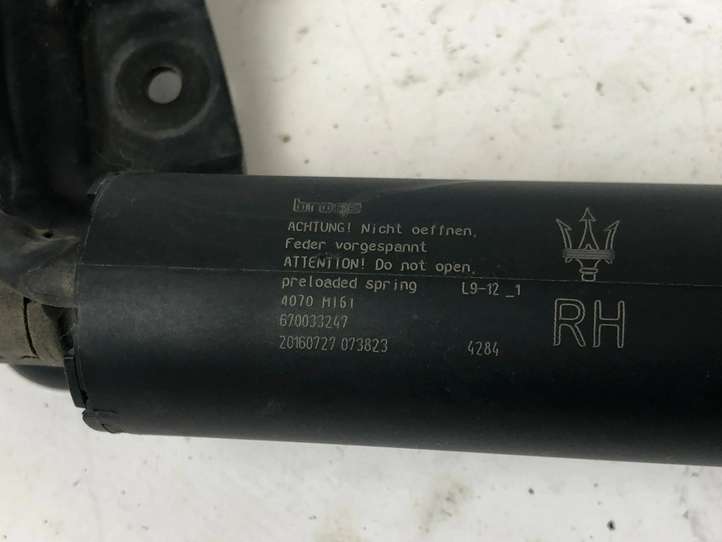 brose
ACHTUNG! Nicht oeffnen.
Feder vorgespannt
ATTENTION! Do not open.
preloaded spring L9-12 _1
4070 M161
670033247
20160727 073823 4284
RH